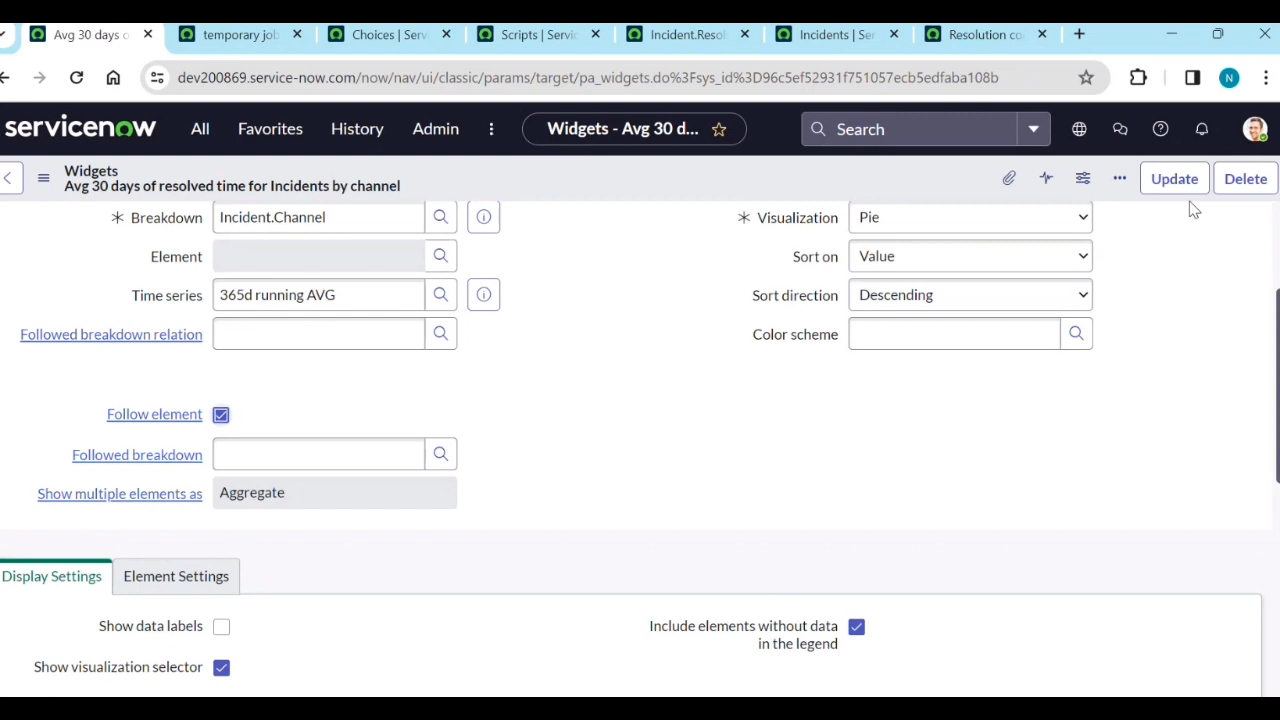 Avg 30 days o
temporary job
Choices | Servi
Scripts | Servic
Incident.Resol
Incidents | Ser
Resolution co
dev200869.service-now.com/now/nav/ui/classic/params/target/pa_widgets.do%3Fsys_id%3D96c5ef52931f751057ecb5edfaba108b
N
servicenow
All
Favorites
History
Admin
Widgets - Avg 30 d...
Search
Widgets
Avg 30 days of resolved time for Incidents by channel
Update
Delete
Breakdown
Incident.Channel
Visualization
Pie
Element
Sort on
Value
Time series
365d running AVG
Sort direction
Descending
Followed breakdown relation
Color scheme
Follow element
Followed breakdown
Show multiple elements as
Aggregate
Display Settings
Element Settings
Show data labels
Include elements without data
in the legend
Show visualization selector